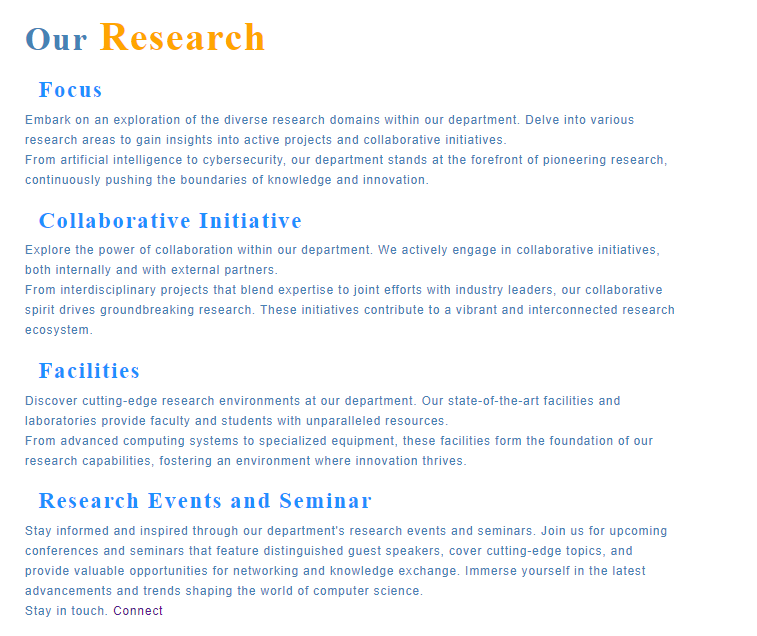 Our Research
Focus
Embark on an exploration of the diverse research domains within our department. Delve into various
research areas to gain insights into active projects and collaborative initiatives.
From artificial intelligence to cybersecurity, our department stands at the forefront of pioneering research,
continuously pushing the boundaries of knowledge and innovation.
Collaborative Initiative
Explore the power of collaboration within our department. We actively engage in collaborative initiatives,
both internally and with external partners.
From interdisciplinary projects that blend expertise to joint efforts with industry leaders, our collaborative
spirit drives groundbreaking research. These initiatives contribute to a vibrant and interconnected research
ecosystem.
Facilities
Discover cutting-edge research environments at our department. Our state-of-the-art facilities and
laboratories provide faculty and students with unparalleled resources.
From advanced computing systems to specialized equipment, these facilities form the foundation of our
research capabilities, fostering an environment where innovation thrives.
Research Events and Seminar
Stay informed and inspired through our department's research events and seminars. Join us for upcoming
conferences and seminars that feature distinguished guest speakers, cover cutting-edge topics, and
provide valuable opportunities for networking and knowledge exchange. Immerse yourself in the latest
advancements and trends shaping the world of computer science.
Stay in touch. Connect